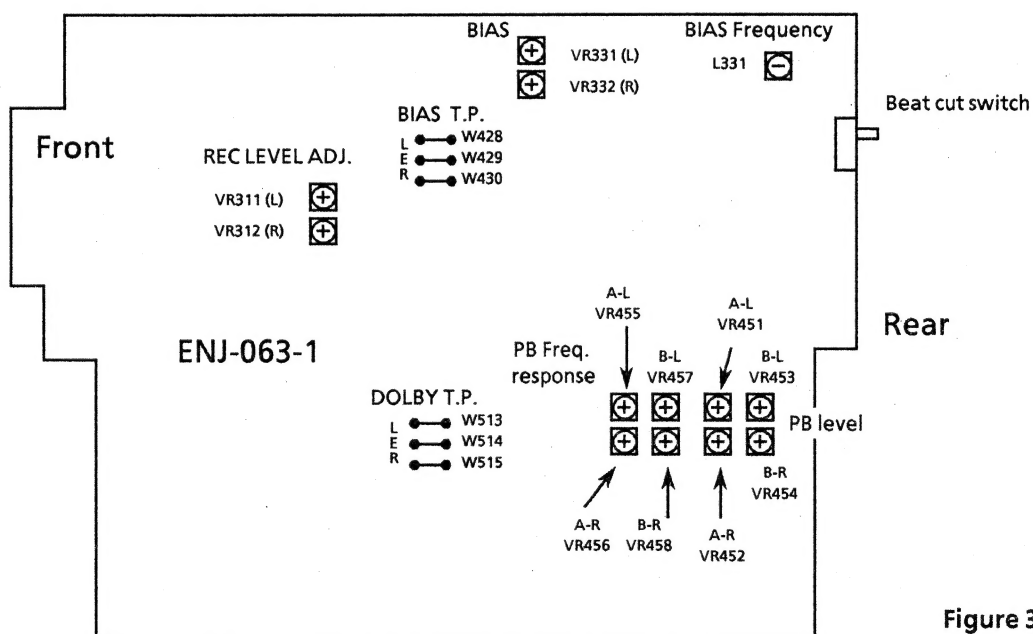 BIAS
VR331 (L)
VR332 (R)
BIAS Frequency
L331
Beat cut switch
Front
BIAS T.P.
L
E
R
W428
W429
W430
REC LEVEL ADJ.
VR311 (L)
VR312 (R)
Rear
ENJ-063-1
A-L
VR455
A-L
VR451
PB Freq.
response
B-L
VR457
B-L
VR453
PB level
DOLBY T.P.
L
E
R
W513
W514
W515
B-R
VR454
A-R
VR456
B-R
VR458
A-R
VR452